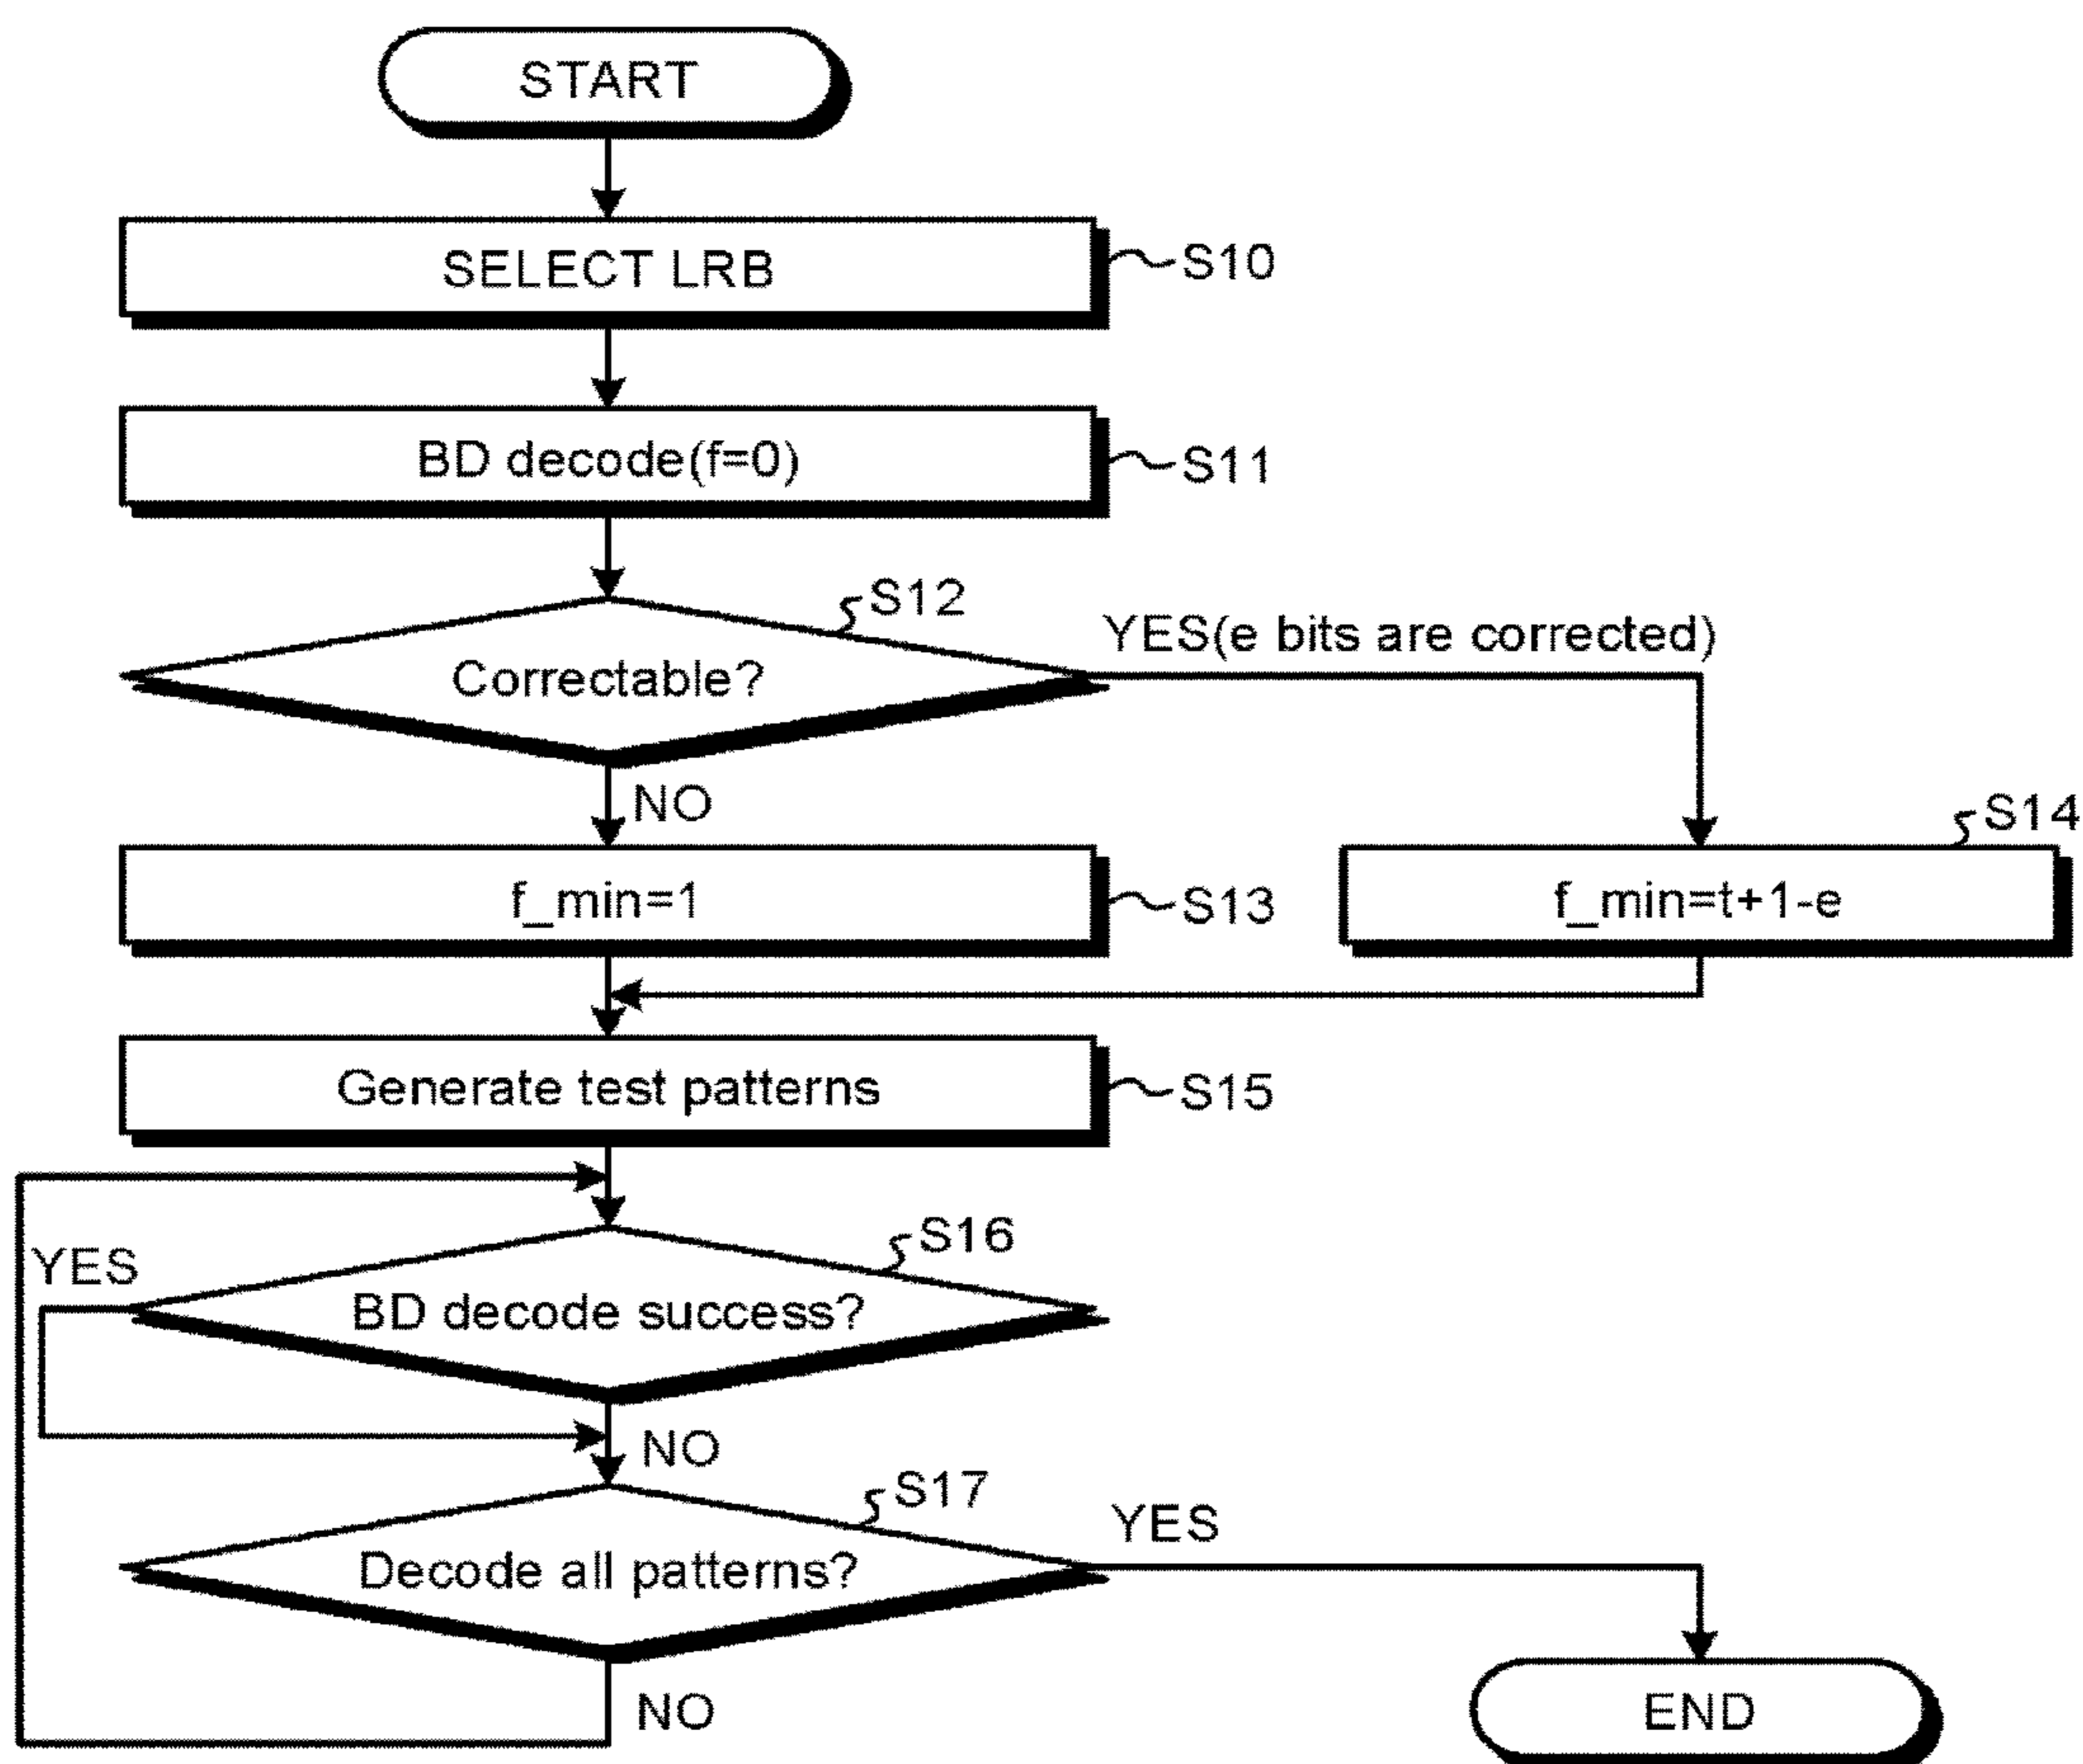 START
SELECT LRB
S10
BD decode(f=0)
S11
S12
Correctable?
YES(e bits are corrected)
NO
S14
f_min=1
S13
f_min=t+1-e
Generate test patterns
S15
S16
YES
BD decode success?
NO
S17
Decode all patterns?
YES
NO
END